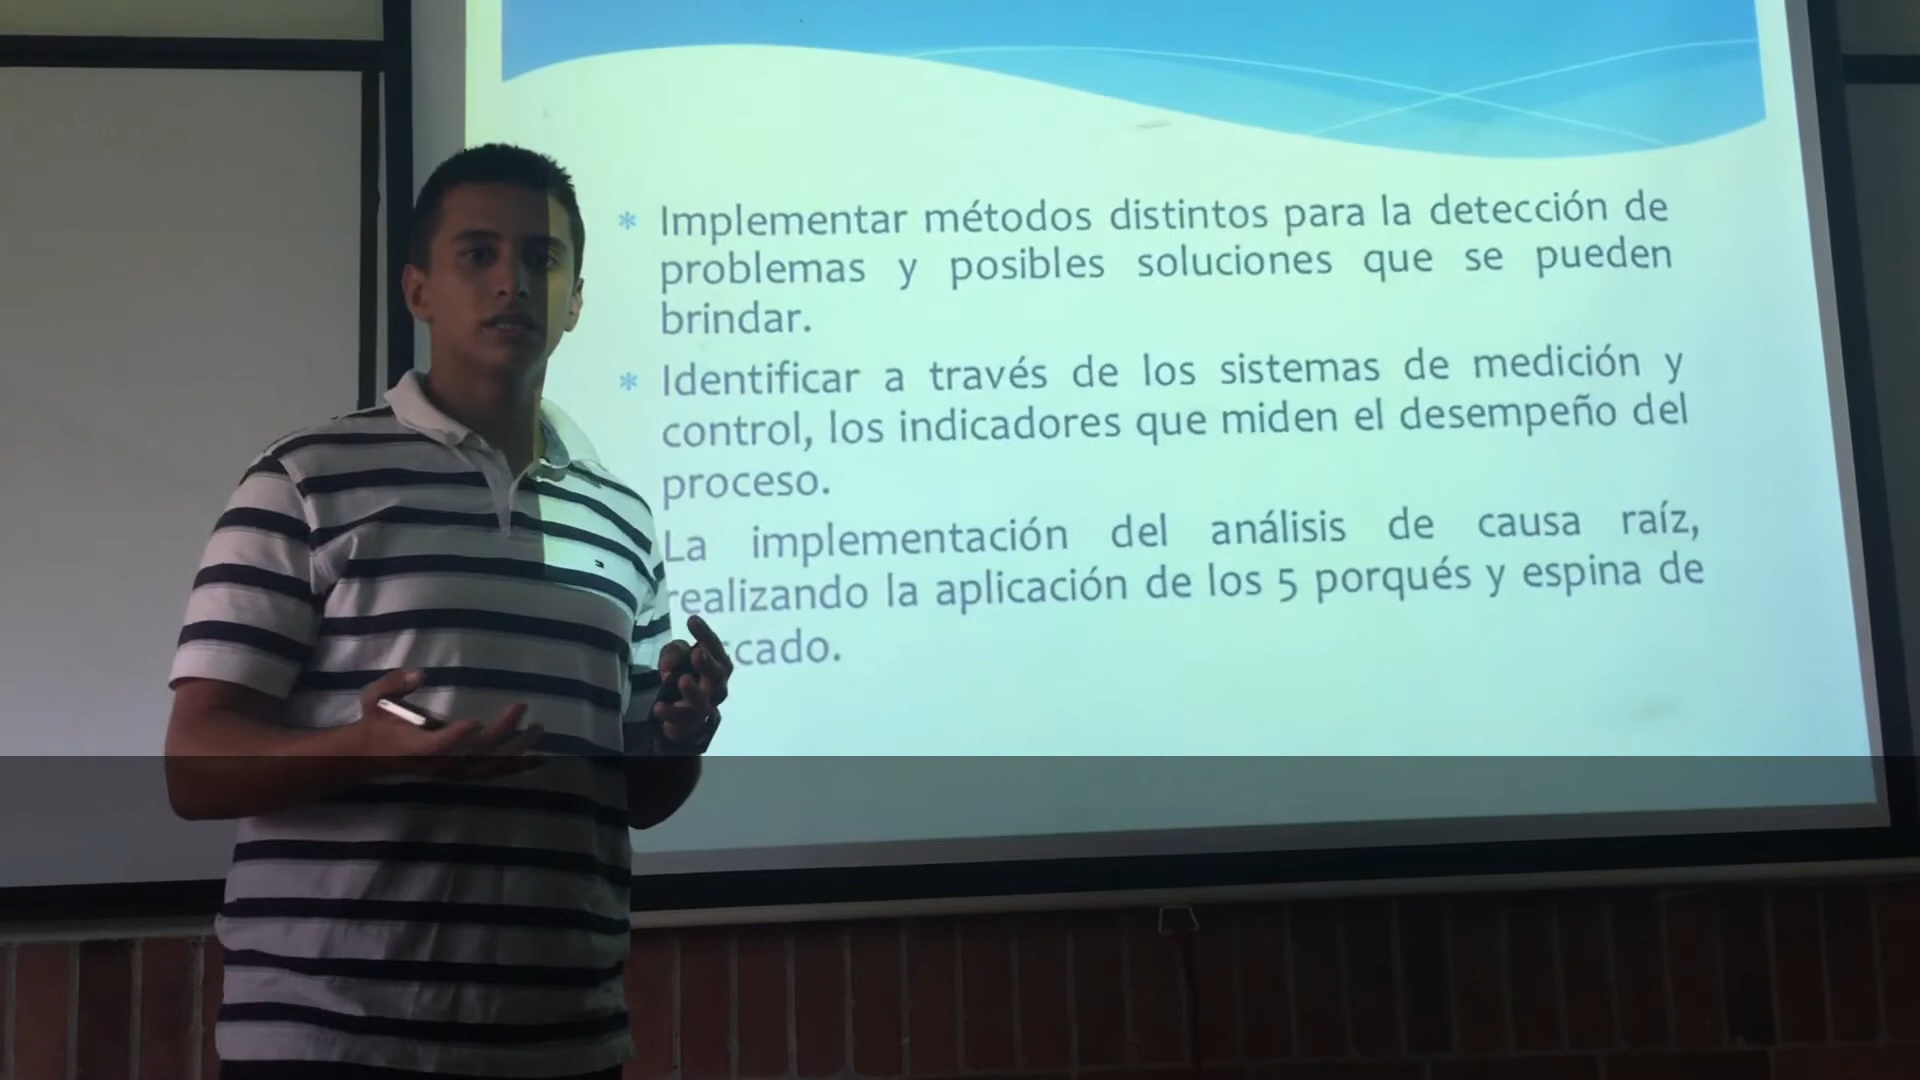 * Implementar métodos distintos para la detección de
problemas y posibles soluciones que se pueden
brindar.
* Identificar a través de los sistemas de medición y
control, los indicadores que miden el desempeño del
proceso.
La implementación del análisis de causa raíz,
realizando la aplicación de los 5 porqués y espina de